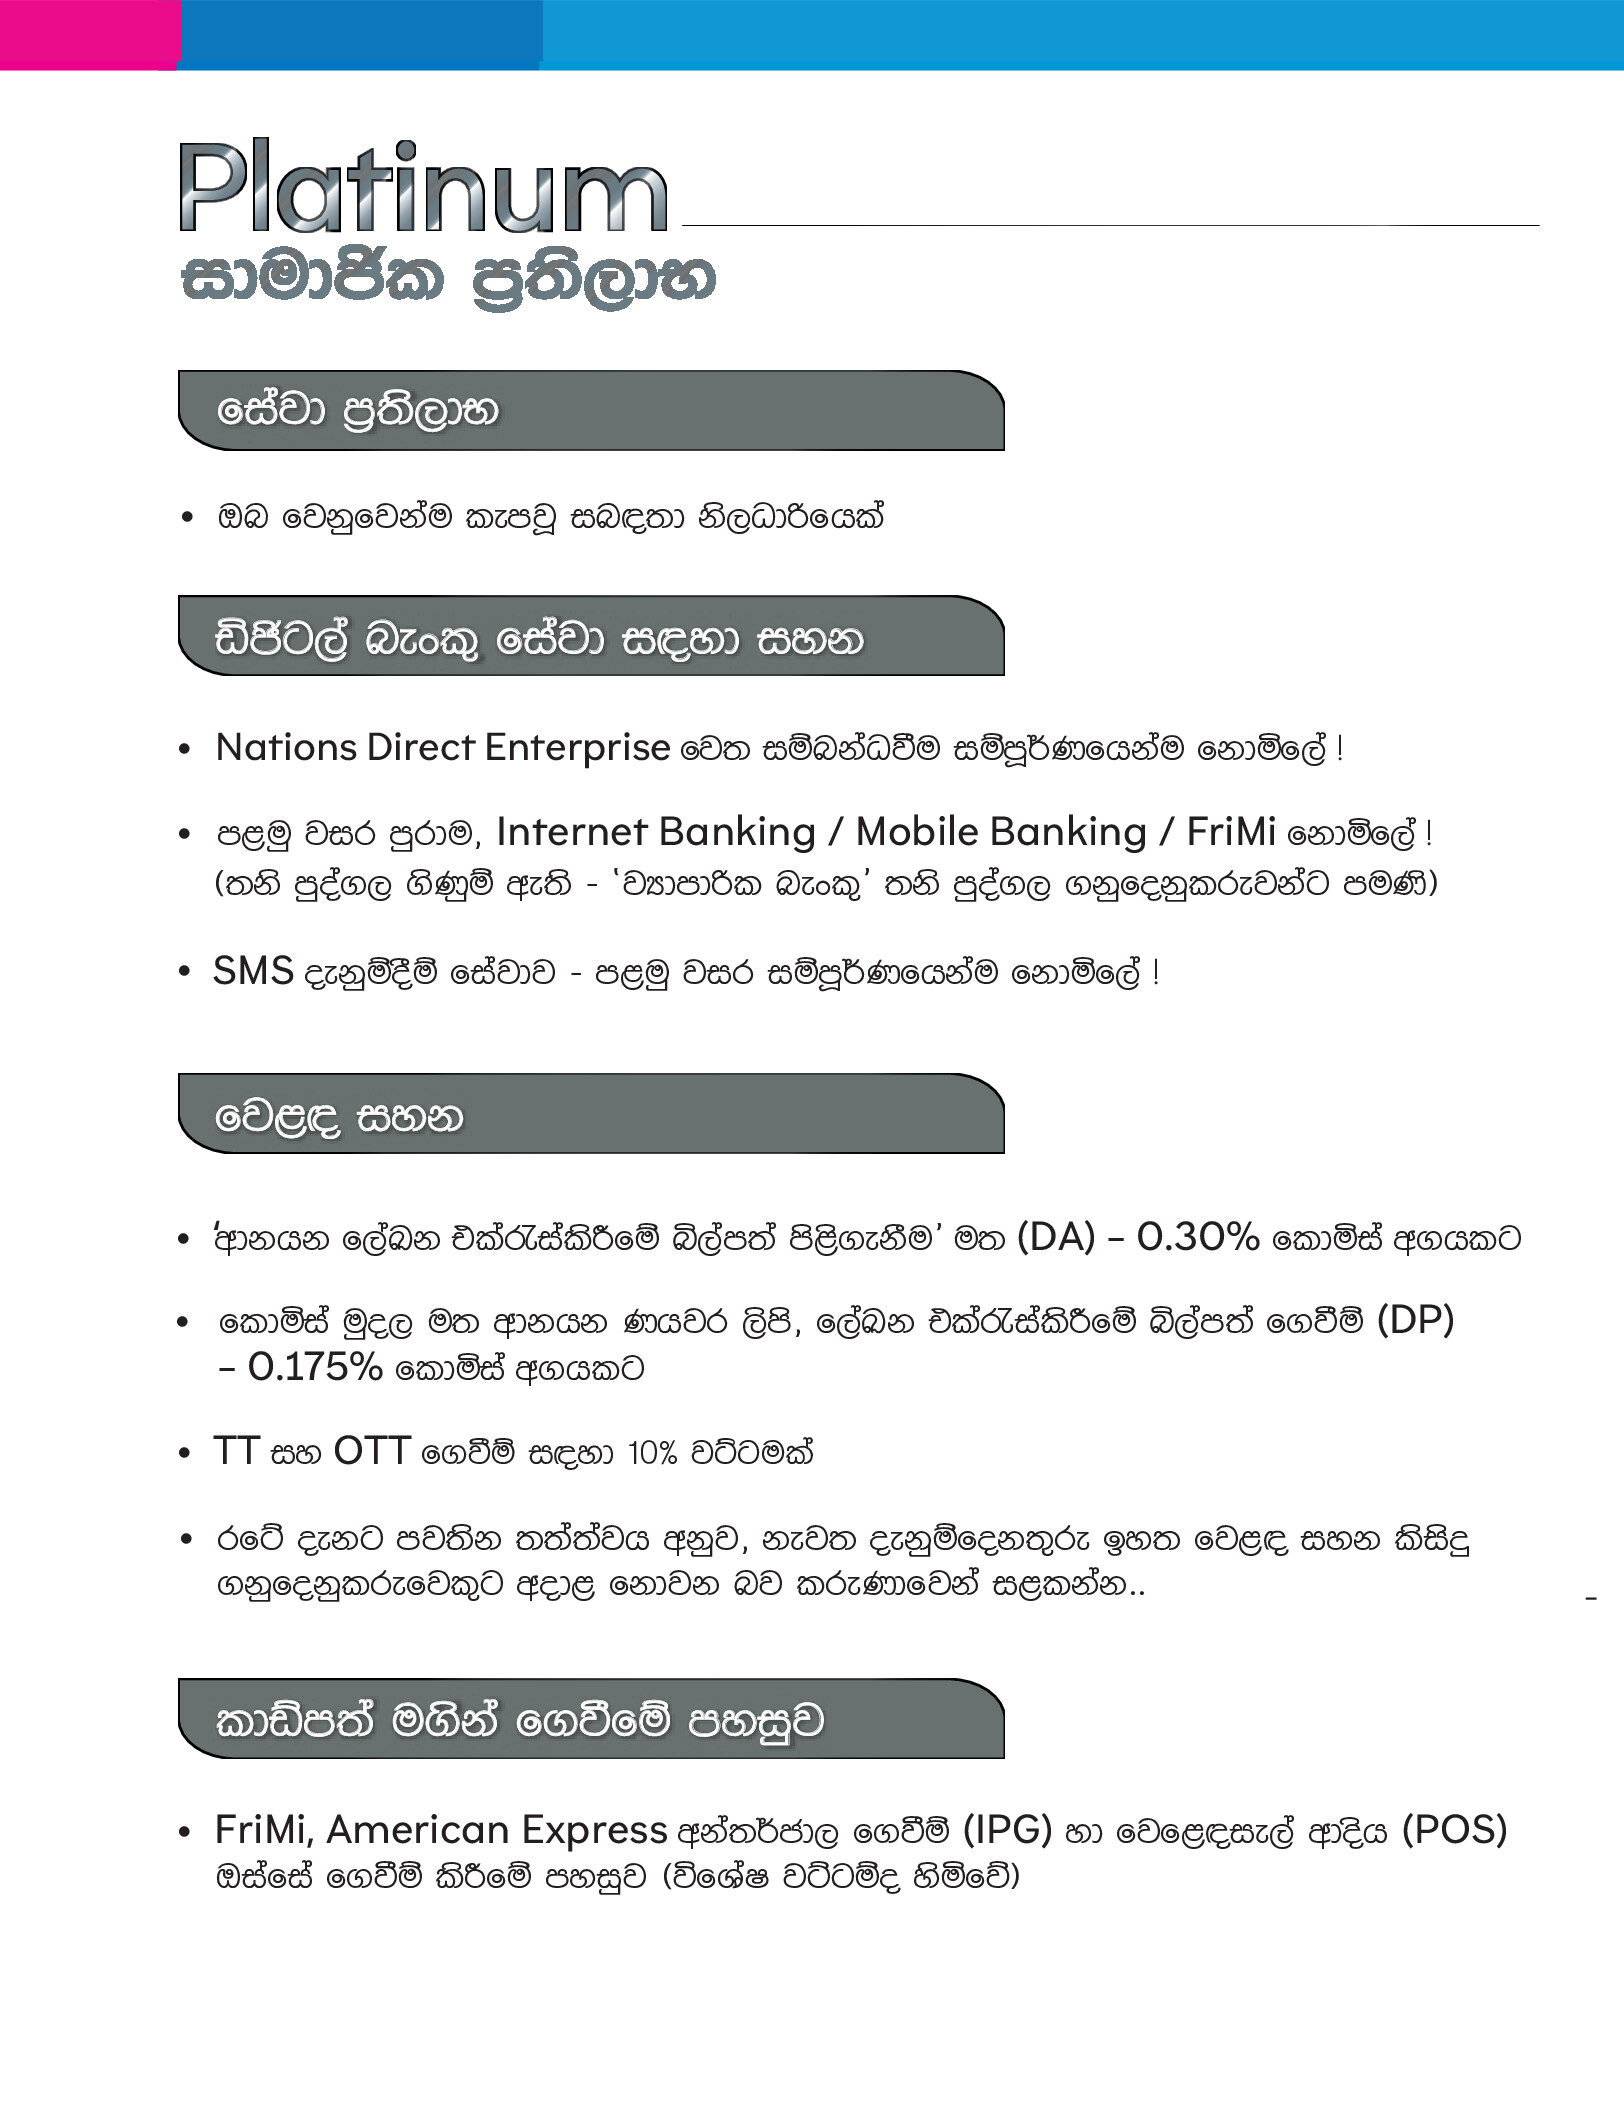 Platinum
සාමාජික ප්‍රතිලාභ
සේවා ප්‍රතිලාභ
• ඔබ වෙනුවෙන්ම කැපවූ සබඳතා නිලධාරියෙක්
ඩිජිටල් බැංකු සේවා සඳහා සහන
• Nations Direct Enterprise වෙත සම්බන්ධවීම සම්පූර්ණයෙන්ම නොමිලේ !
• පළමු වසර පුරාම, Internet Banking / Mobile Banking / FriMi නොමිලේ !
(තනි පුද්ගල ගිණුම් ඇති - ‘ව්‍යාපාරික බැංකු’ තනි පුද්ගල ගනුදෙනුකරුවන්ට පමණි)
• SMS දැනුම්දීම් සේවාව - පළමු වසර සම්පූර්ණයෙන්ම නොමිලේ !
වෙළඳ සහන
• ‘ආනයන ලේඛන එක්රැස්කිරීමේ බිල්පත් පිළිගැනීම’ මත (DA) – 0.30% කොමිස් අගයකට
• කොමිස් මුදල මත ආනයන ණයවර ලිපි, ලේඛන එක්රැස්කිරීමේ බිල්පත් ගෙවීම් (DP)
– 0.175% කොමිස් අගයකට
• TT සහ OTT ගෙවීම් සඳහා 10% වට්ටමක්
• රටේ දැනට පවතින තත්ත්වය අනුව, නැවත දැනුම්දෙනතුරු ඉහත වෙළඳ සහන කිසිදු
ගනුදෙනුකරුවෙකුට අදාළ නොවන බව කරුණාවෙන් සළකන්න..
-
කාඩ්පත් මගින් ගෙවීමේ පහසුව
• FriMi, American Express අන්තර්ජාල ගෙවීම් (IPG) හා වෙළෙඳසැල් ආදිය (POS)
ඔස්සේ ගෙවීම් කිරීමේ පහසුව (විශේෂ වට්ටම්ද හිමිවේ)